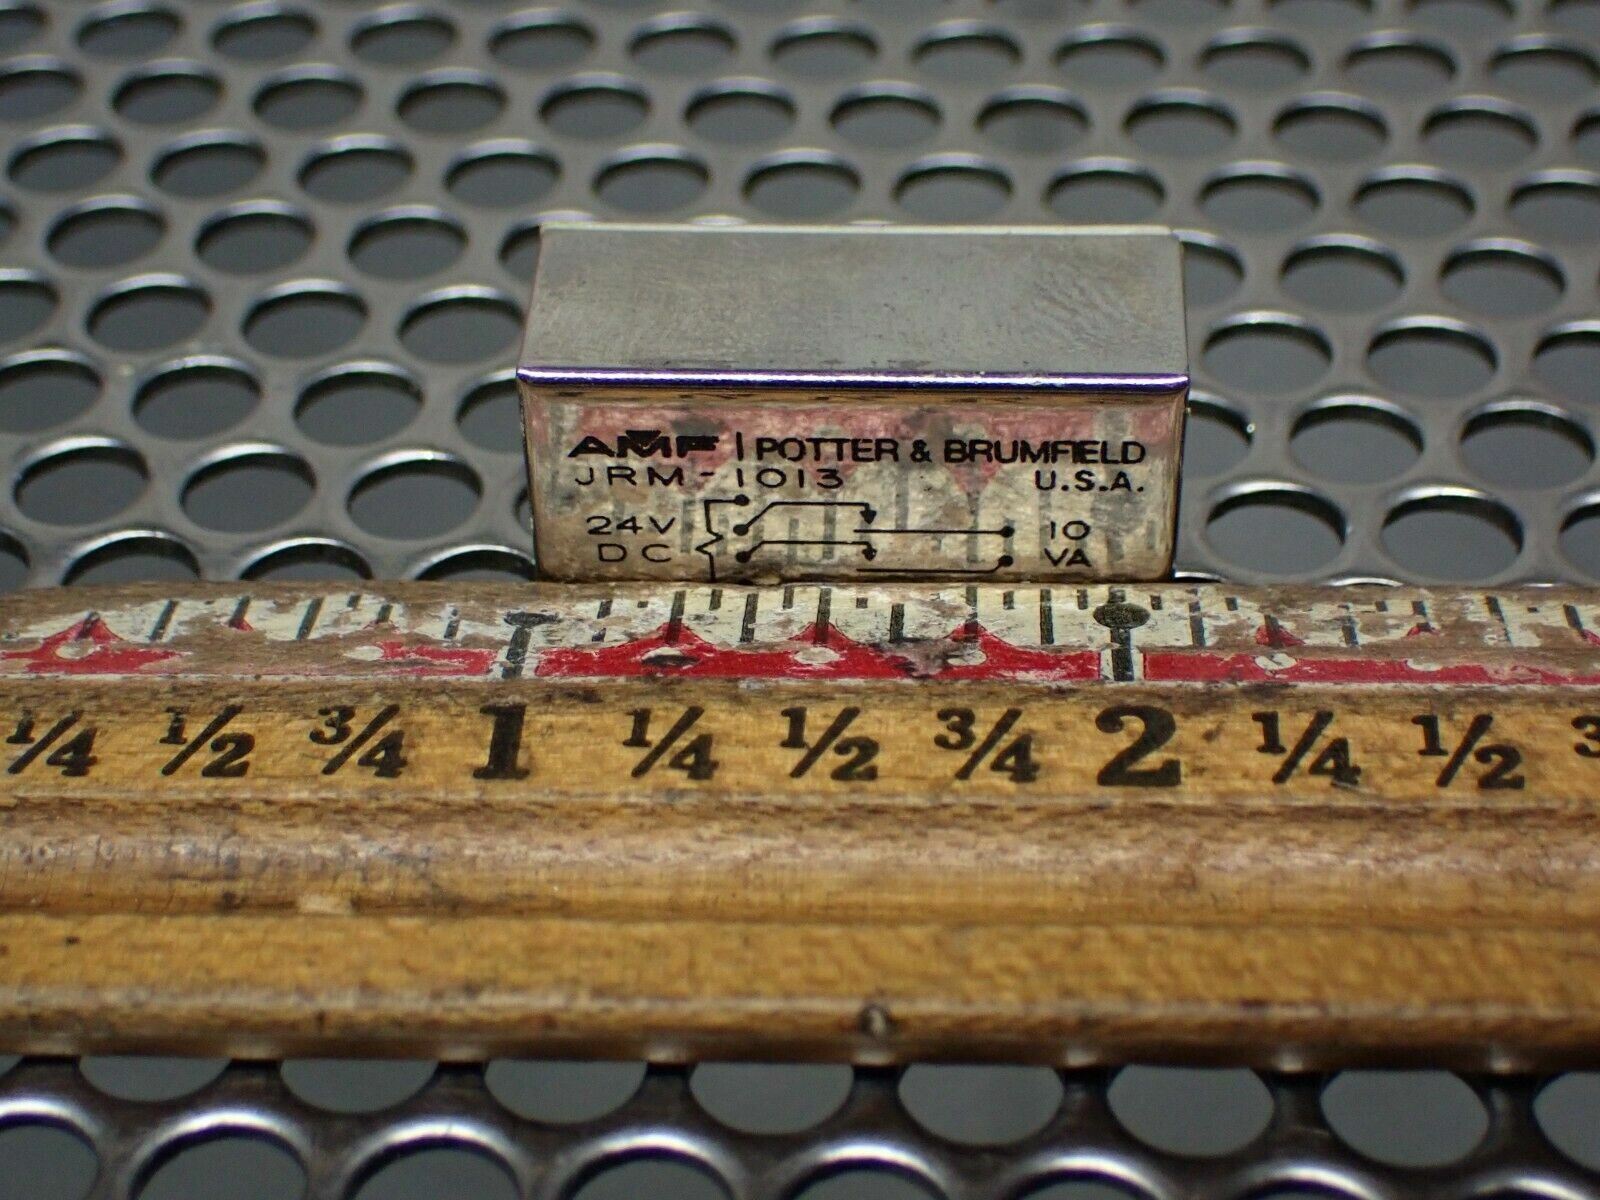 AMF | POTTER & BRUMFIELD
JRM-1013 U.S.A.
24V 10
DC VA
1/4 1/2 3/4 1 1/4 1/2 3/4 2 1/4 1/2 3